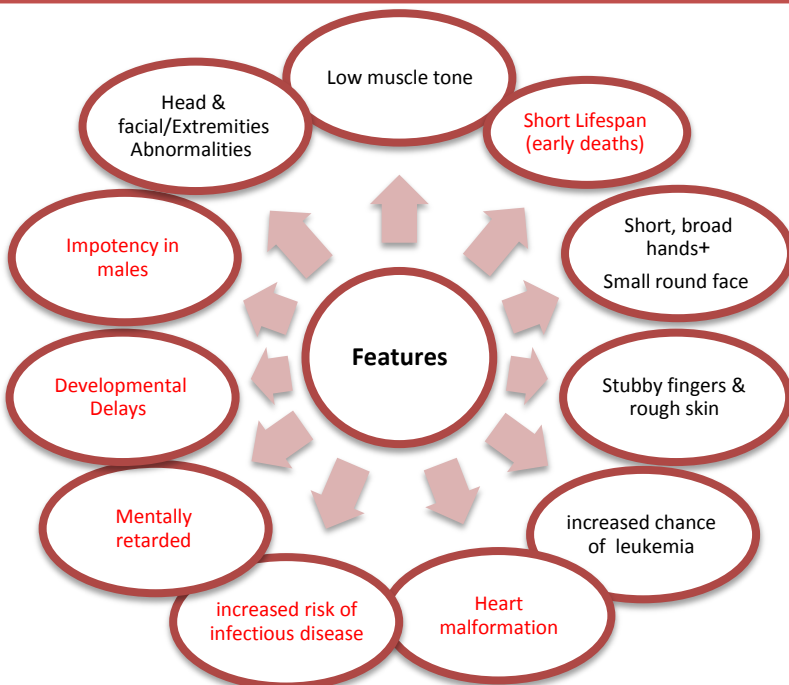 Low muscle tone
Short Lifespan
(early deaths)
Short, broad
hands+
Small round face
Stubby fingers &
rough skin
increased chance
of leukemia
Heart
malformation
increased risk of
infectious disease
Mentally
retarded
Developmental
Delays
Impotency in
males
Head &
facial/Extremities
Abnormalities
Features